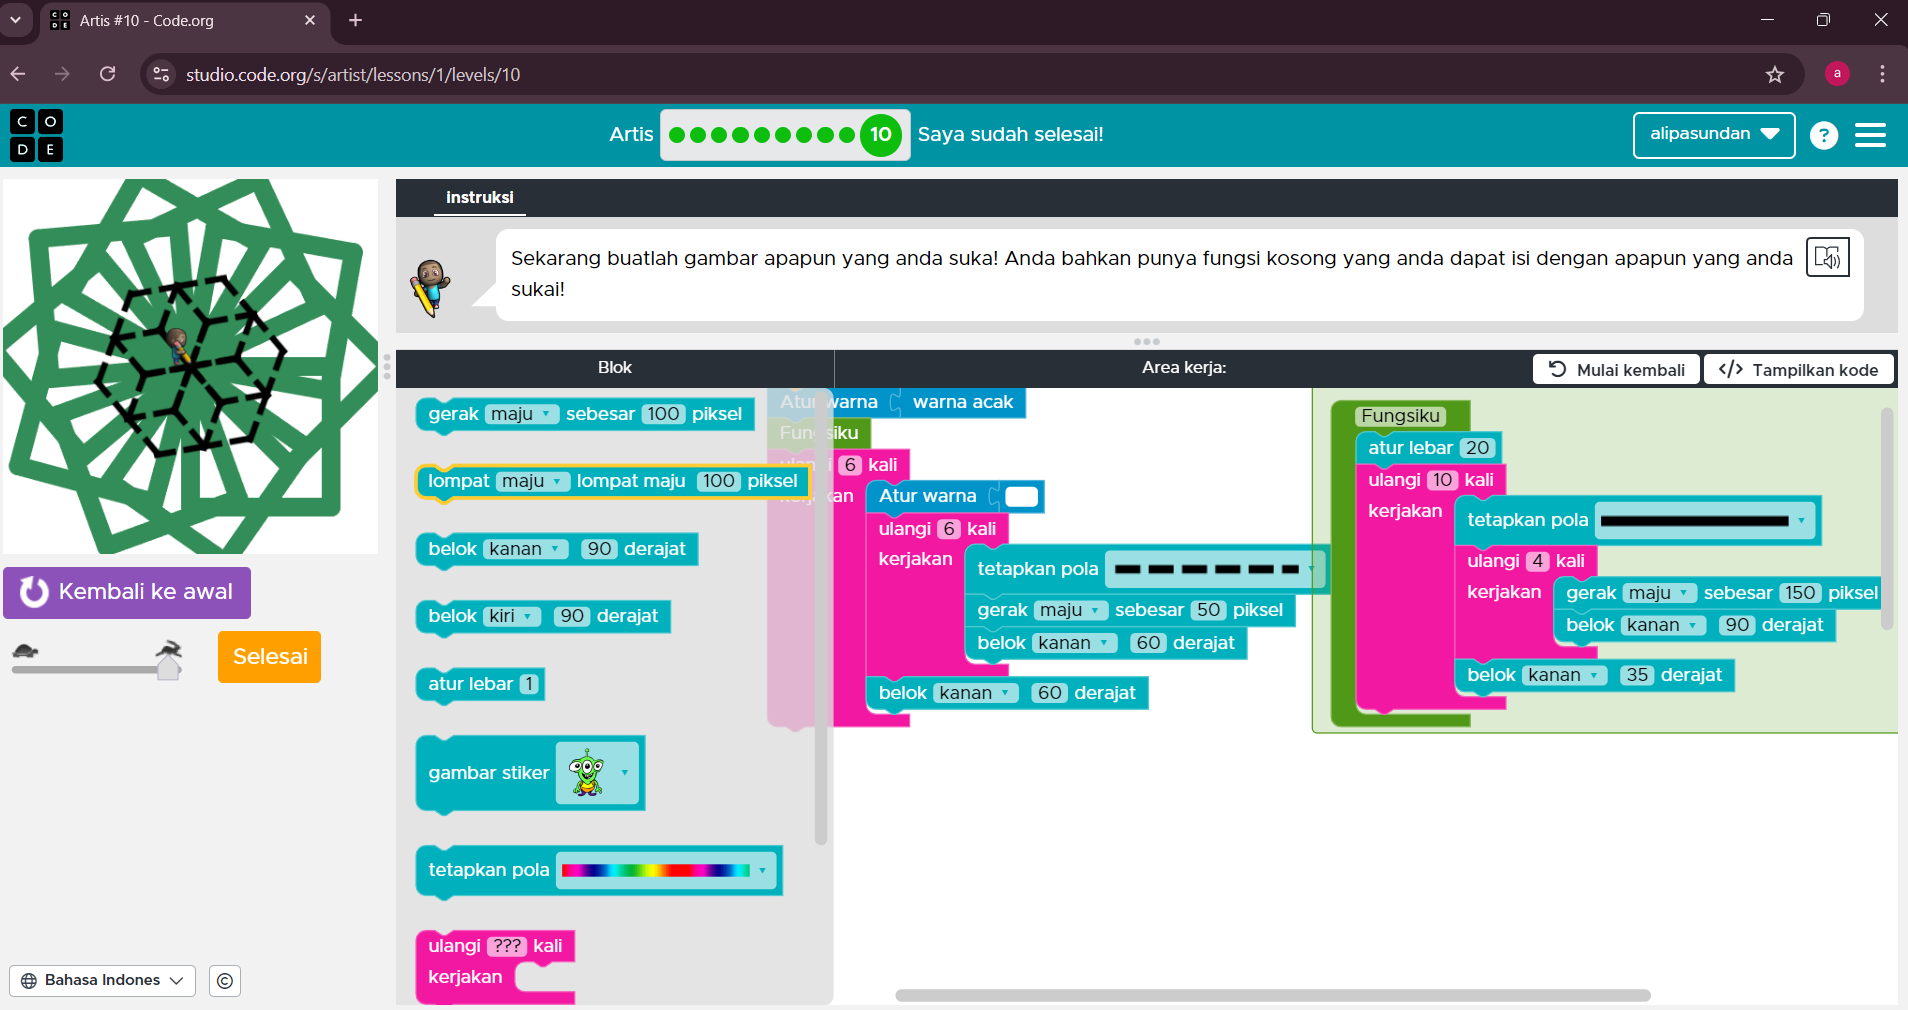 Artis #10 - Code.org
studio.code.org/s/artist/lessons/1/levels/10
a
C O
D E
Artis
10
Saya sudah selesai!
alipasundan
?
instruksi
Sekarang buatlah gambar apapun yang anda suka! Anda bahkan punya fungsi kosong yang anda dapat isi dengan apapun yang anda
sukai!
Blok
Area kerja:
Mulai kembali
</> Tampilkan kode
gerak maju sebesar 100 piksel
lompat maju lompat maju 100 piksel
belok kanan 90 derajat
belok kiri 90 derajat
atur lebar 1
gambar stiker
tetapkan pola
ulangi ??? kali
kerjakan
Atur warna warna acak
Fungsiku
ulangi 6 kali
kerjakan
Atur warna
ulangi 6 kali
kerjakan
tetapkan pola
gerak maju sebesar 50 piksel
belok kanan 60 derajat
belok kanan 60 derajat
Fungsiku
atur lebar 20
ulangi 10 kali
kerjakan
tetapkan pola
ulangi 4 kali
kerjakan
gerak maju sebesar 150 piksel
belok kanan 90 derajat
belok kanan 35 derajat
Kembali ke awal
Selesai
Bahasa Indones
©